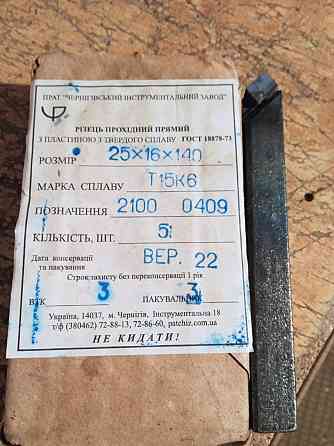 ПРАТ "ЧЕРНІГІВСЬКИЙ ІНСТРУМЕНТАЛЬНИЙ ЗАВОД"
РІЗЕЦЬ ПРОХІДНИЙ ПРЯМИЙ
З ПЛАСТИНОЮ З ТВЕРДОГО СПЛАВУ ГОСТ 18878-73
РОЗМІР 25×16×140
МАРКА СПЛАВУ Т15К6
ПОЗНАЧЕННЯ 2100 0409
КІЛЬКІСТЬ, ШТ. 5
Дата консервації та пакування ВЕР. 22
Строк захисту без переконсервації 1 рік
ВТК 3 ПАКУВАЛЬНИК 3
Україна, 14037, м. Чернігів, Інструментальна 18
т/ф (380462) 72-88-13, 72-86-60, patchiz.com.ua
НЕ КИДАТИ!